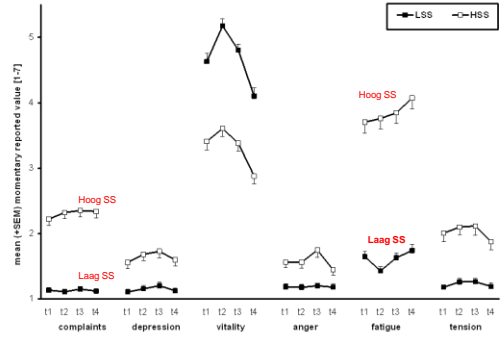 LSS HSS
mean (+SEM) momentary reported value [1-7]
5
4
3
2
1
Hoog SS
Laag SS
Hoog SS
Laag SS
t1 t2 t3 t4 t1 t2 t3 t4 t1 t2 t3 t4 t1 t2 t3 t4 t1 t2 t3 t4 t1 t2 t3 t4
complaints depression vitality anger fatigue tension